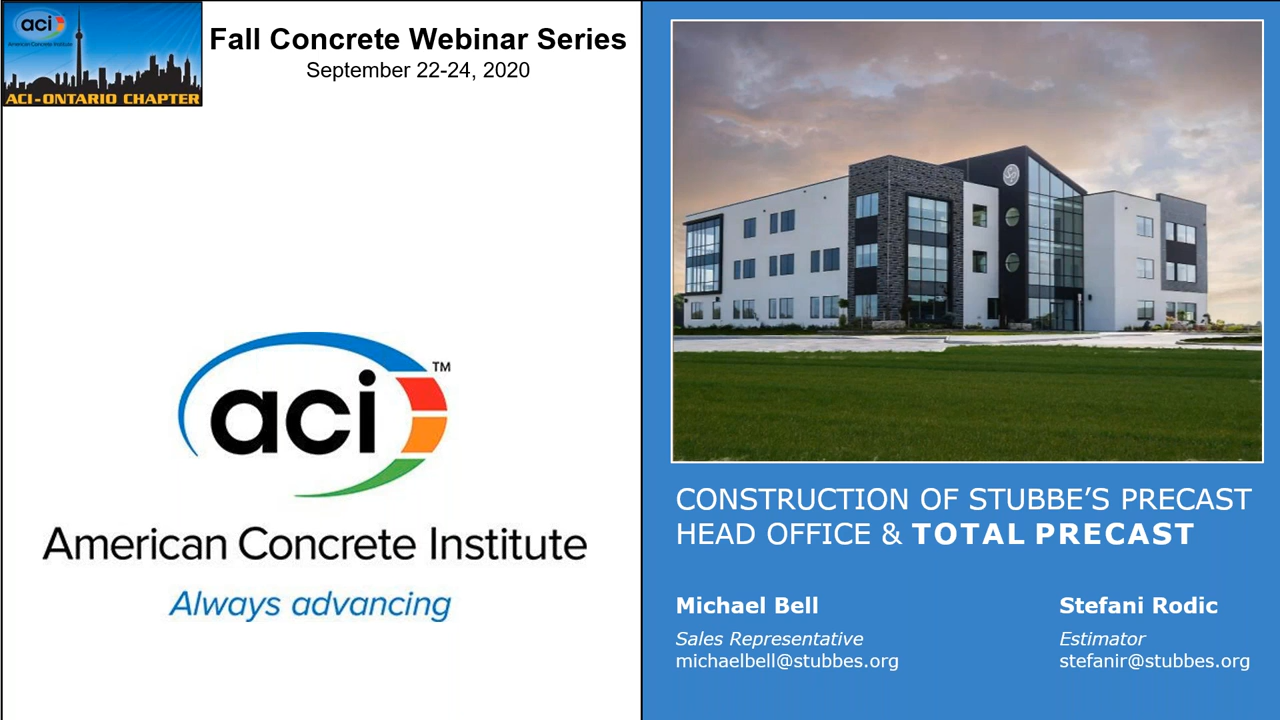 aci
American Concrete Institute
ACI-ONTARIO CHAPTER
Fall Concrete Webinar Series
September 22-24, 2020
aci™
American Concrete Institute
Always advancing
CONSTRUCTION OF STUBBE’S PRECAST
HEAD OFFICE & TOTAL PRECAST
Michael Bell
Sales Representative
michaelbell@stubbes.org
Stefani Rodic
Estimator
stefanir@stubbes.org